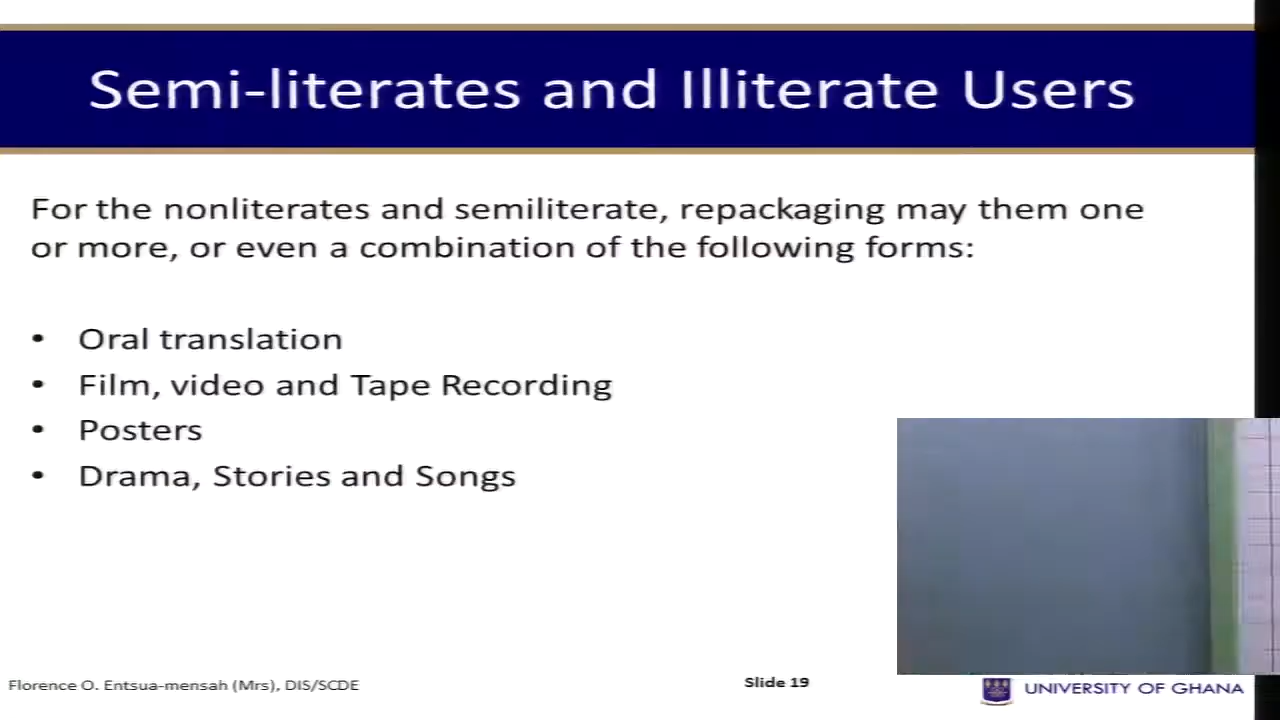 Semi-literates and Illiterate Users
For the nonliterates and semiliterate, repackaging may them one
or more, or even a combination of the following forms:
• Oral translation
• Film, video and Tape Recording
• Posters
• Drama, Stories and Songs
Florence O. Entsua-mensah (Mrs), DIS/SCDE
Slide 19
UNIVERSITY OF GHANA